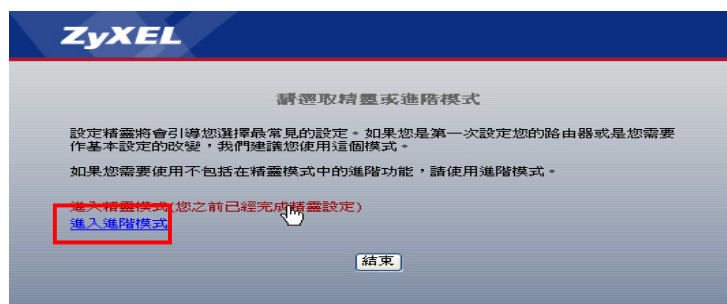 ZyXEL
請選取精靈或進階模式
設定精靈將會引導您選擇最常見的設定。如果您是第一次設定您的路由器或是您需要
作基本設定的改變，我們建議您使用這個模式。
如果您需要使用不包括在精靈模式中的進階功能，請使用進階模式。
進入精靈模式(您之前已經完成精靈設定)
進入進階模式
結束